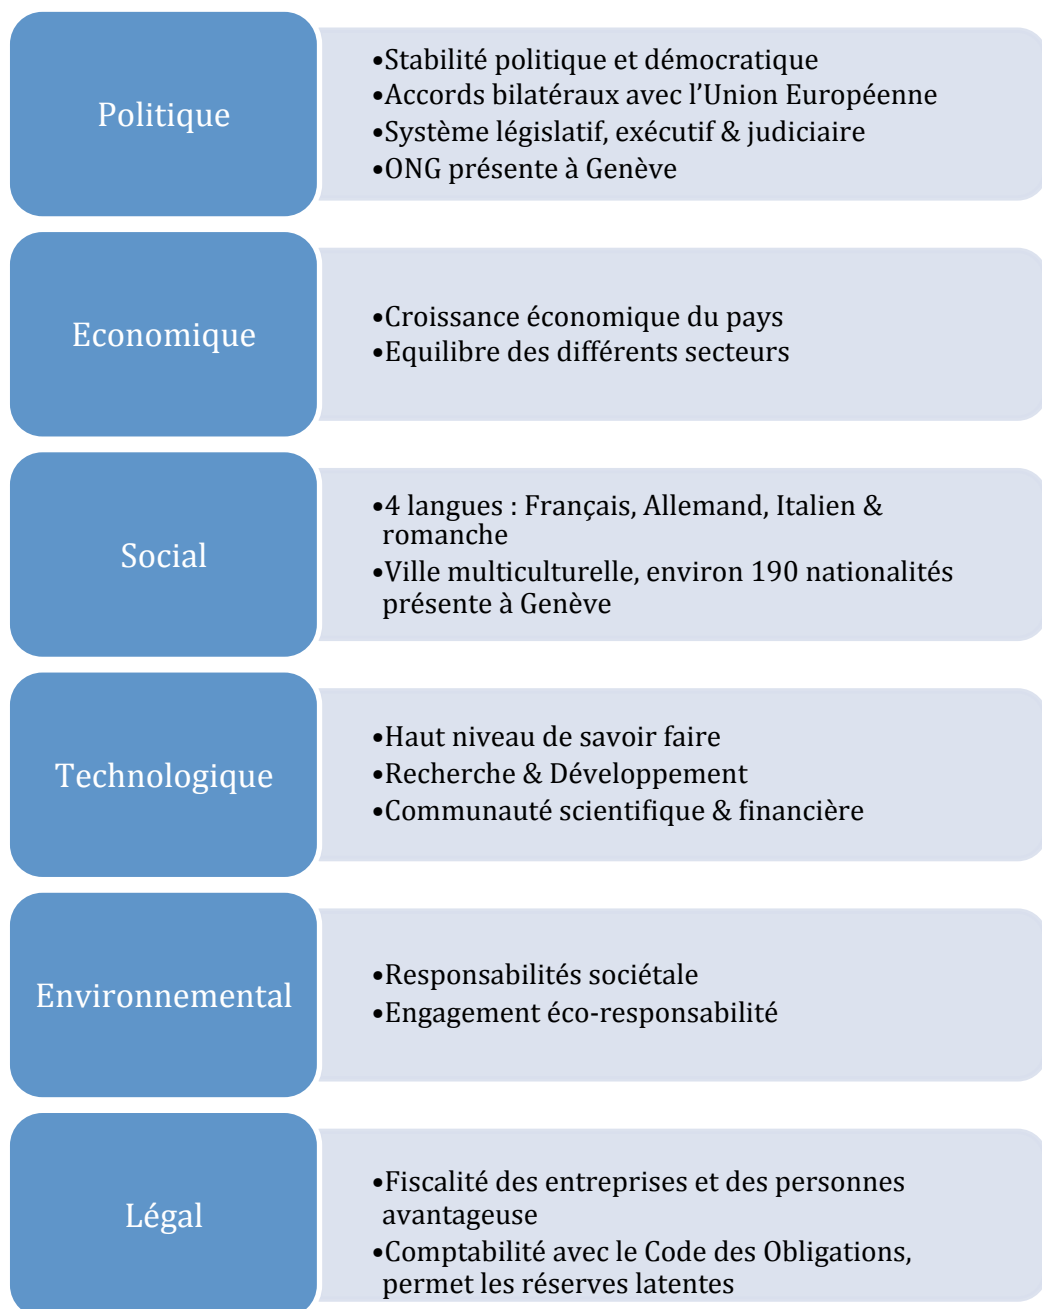 Politique
•Stabilité politique et démocratique
•Accords bilatéraux avec l’Union Européenne
•Système législatif, exécutif & judiciaire
•ONG présente à Genève
Economique
•Croissance économique du pays
•Equilibre des différents secteurs
Social
•4 langues : Français, Allemand, Italien &
romanche
•Ville multiculturelle, environ 190 nationalités
présente à Genève
Technologique
•Haut niveau de savoir faire
•Recherche & Développement
•Communauté scientifique & financière
Environnemental
•Responsabilités sociétale
•Engagement éco-responsabilité
Légal
•Fiscalité des entreprises et des personnes
avantageuse
•Comptabilité avec le Code des Obligations,
permet les réserves latentes